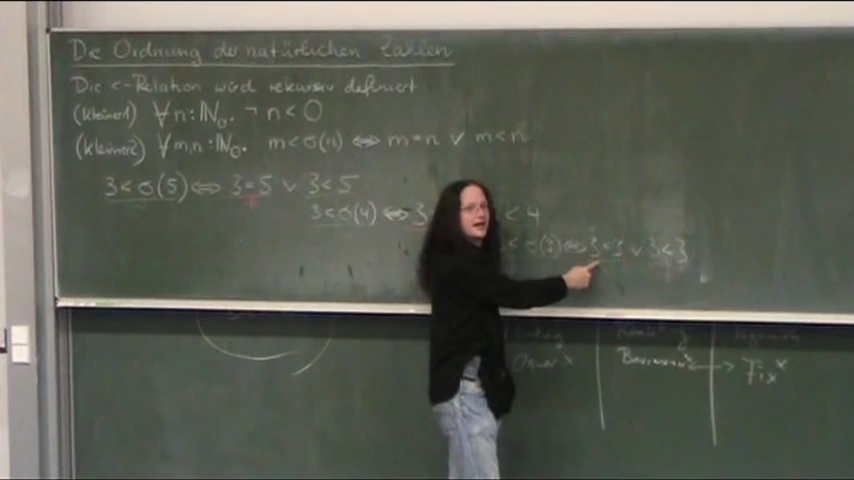 Die Ordnung der natürlichen Zahlen
Die <-Relation wird rekursiv definiert
(kleiner1) ∀n:ℕ₀. ¬ n < 0
(kleiner2) ∀m,n:ℕ₀. m < σ(n) ⇔ m = n ∨ m < n
3 < σ(5) ⇔ 3 = 5 ∨ 3 < 5
3 < σ(4) ⇔ 3 < 4
< σ(3) ⇔ 3 = 3 ∨ 3 < 3